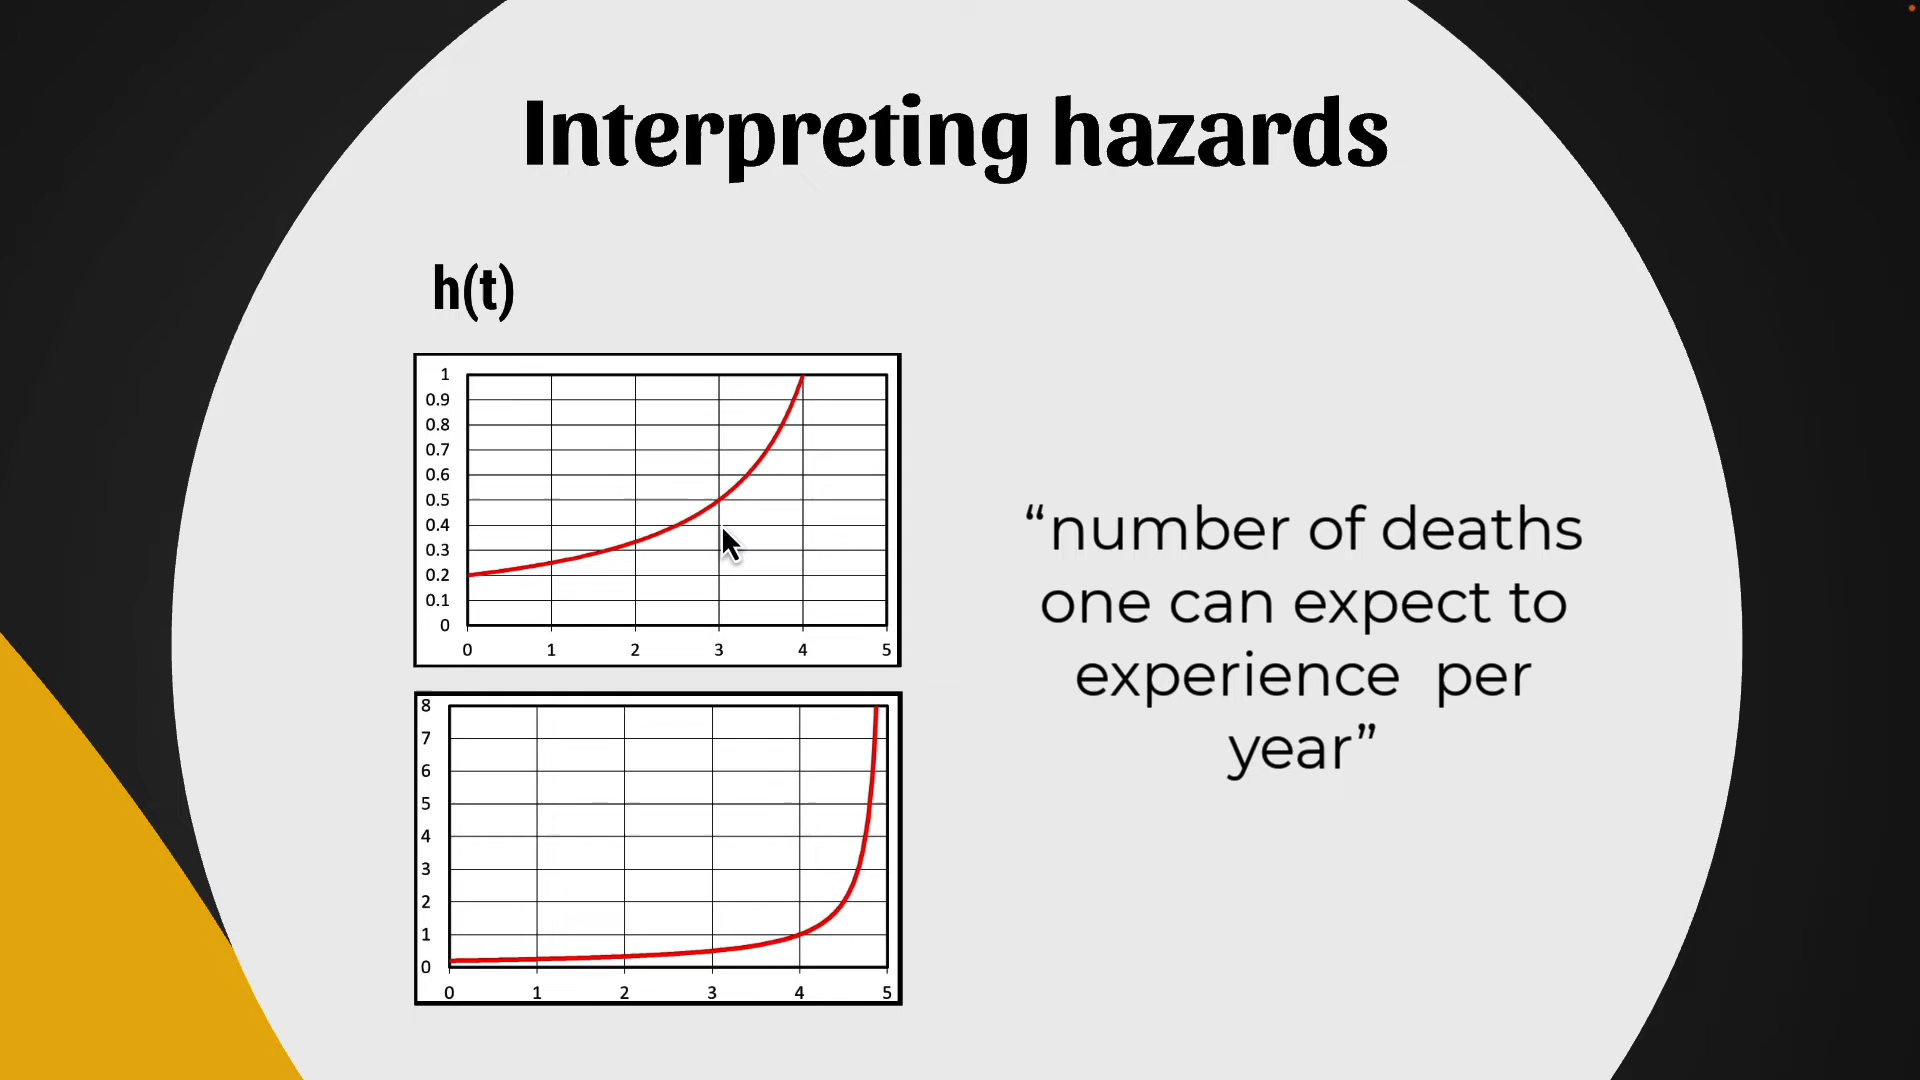 Interpreting hazards
h(t)
1
0.9
0.8
0.7
0.6
0.5
0.4
0.3
0.2
0.1
0
0 1 2 3 4 5
8
7
6
5
4
3
2
1
0
0 1 2 3 4 5
“number of deaths
one can expect to
experience per
year”